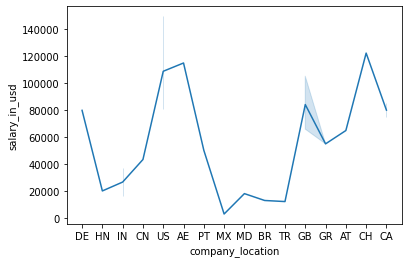 salary_in_usd
140000
120000
100000
80000
60000
40000
20000
0
DE HN IN CN US AE PT MX MD BR TR GB GR AT CH CA
company_location